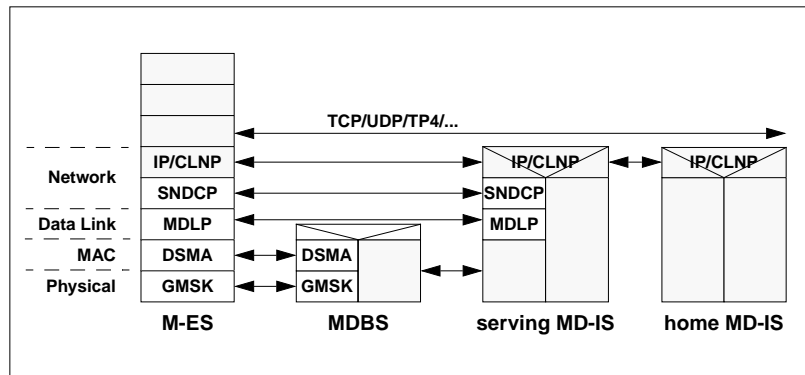 TCP/UDP/TP4/...
Network
IP/CLNP
IP/CLNP
IP/CLNP
SNDCP
SNDCP
Data Link
MDLP
MDLP
MAC
DSMA
DSMA
Physical
GMSK
GMSK
M-ES
MDBS
serving MD-IS
home MD-IS